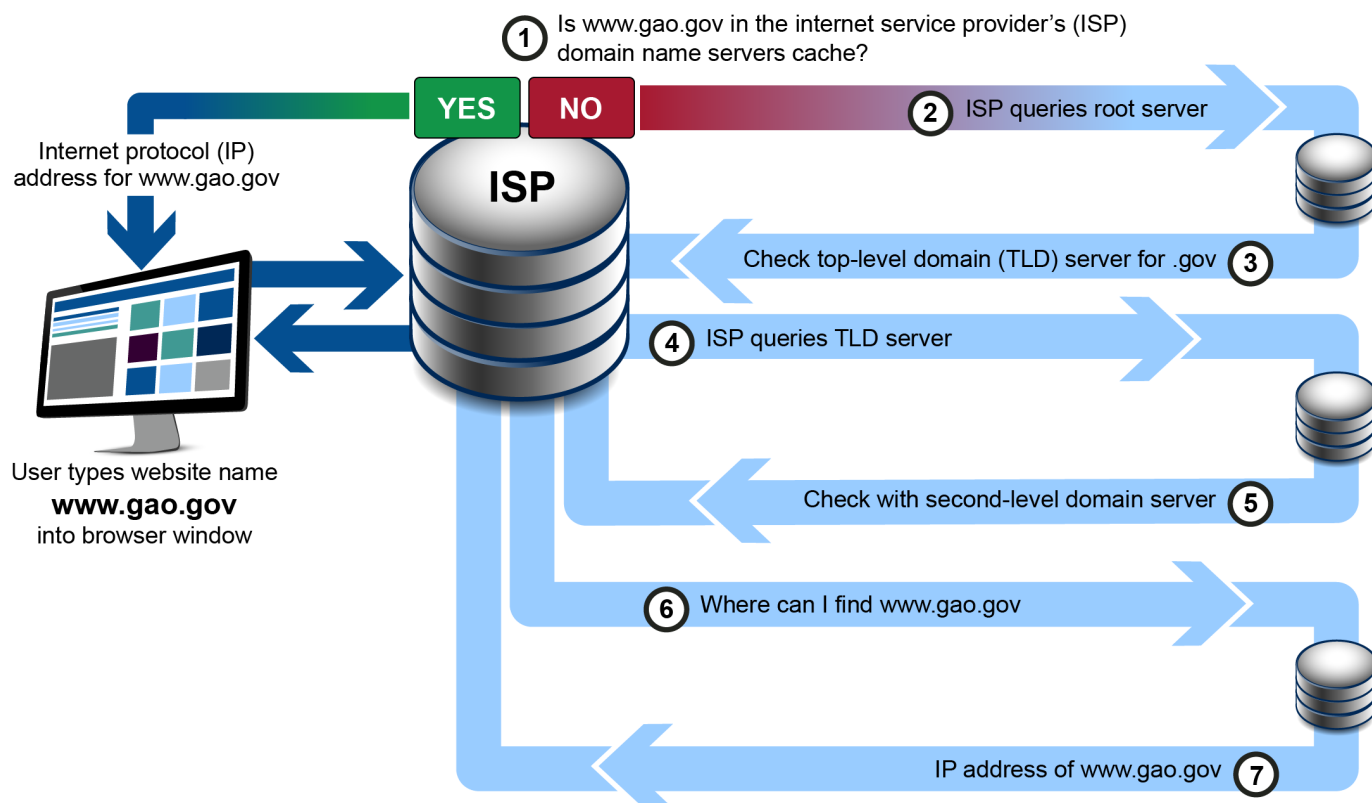 1
Is www.gao.gov in the internet service provider's (ISP)
domain name servers cache?
YES
NO
2
ISP queries root server
Internet protocol (IP)
address for www.gao.gov
ISP
Check top-level domain (TLD) server for .gov
3
4
ISP queries TLD server
User types website name
www.gao.gov
into browser window
Check with second-level domain server
5
6
Where can I find www.gao.gov
IP address of www.gao.gov
7